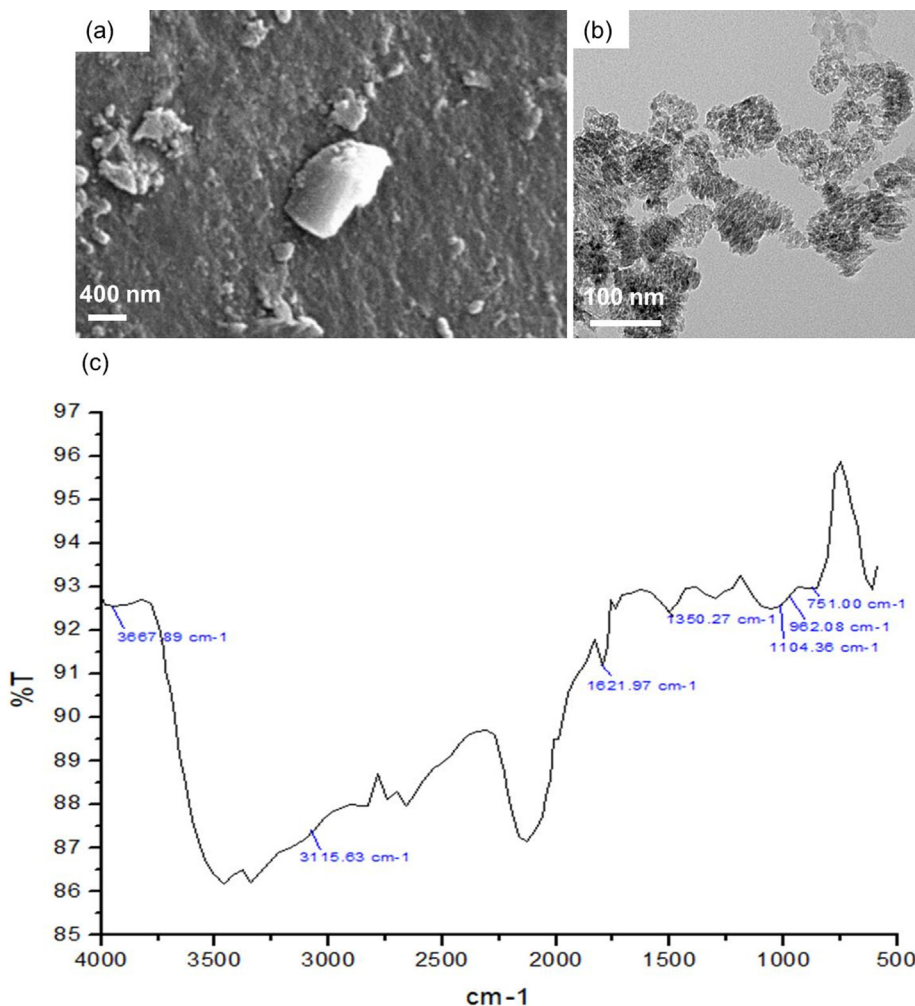 (a)
(b)
400 nm
100 nm
(c)
97
96
95
94
93
92
91
90
89
88
87
86
85
%T
3667.89 cm-1
3115.63 cm-1
1621.97 cm-1
1350.27 cm-1
751.00 cm-1
962.08 cm-1
1104.36 cm-1
4000 3500 3000 2500 2000 1500 1000 500
cm-1